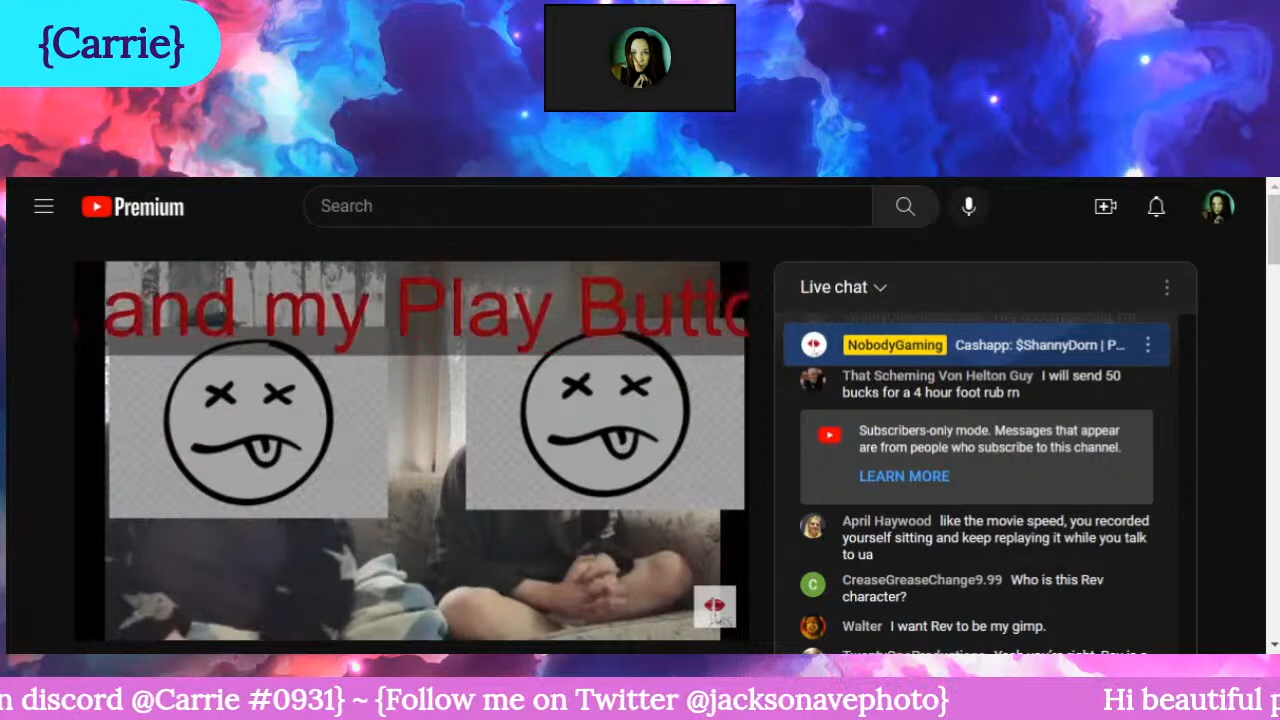 {Carrie}
Premium
Search
, and my Play Butto
Live chat
NobodyGaming Cashapp: $ShannyDorn | P...
That Scheming Von Helton Guy I will send 50
bucks for a 4 hour foot rub rn
Subscribers-only mode. Messages that appear
are from people who subscribe to this channel.
LEARN MORE
April Haywood like the movie speed, you recorded
yourself sitting and keep replaying it while you talk
to ua
C CreaseGreaseChange9.99 Who is this Rev
character?
Walter I want Rev to be my gimp.
n discord @Carrie #0931} ~ {Follow me on Twitter @jacksonavephoto}
Hi beautiful p